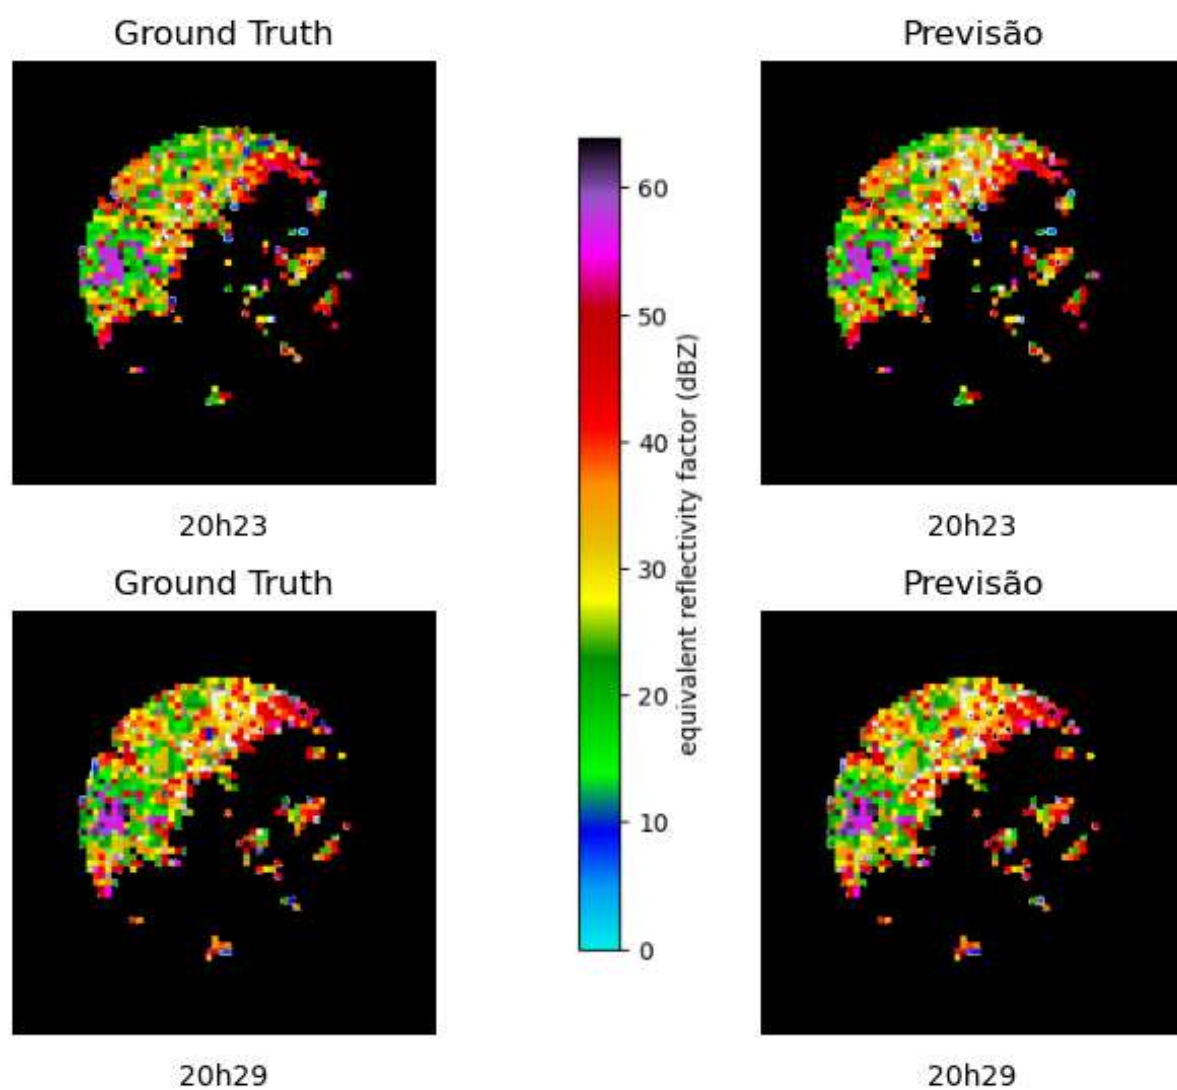 Ground Truth
Previsão
20h23
20h23
60
50
40
30
20
10
0
equivalent reflectivity factor (dBZ)
Ground Truth
Previsão
20h29
20h29